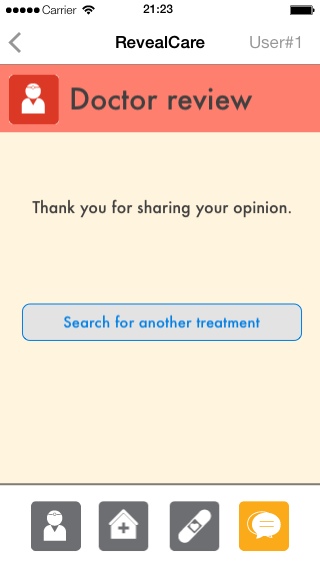 Carrier 21:23
RevealCare User#1
Doctor review
Thank you for sharing your opinion.
Search for another treatment